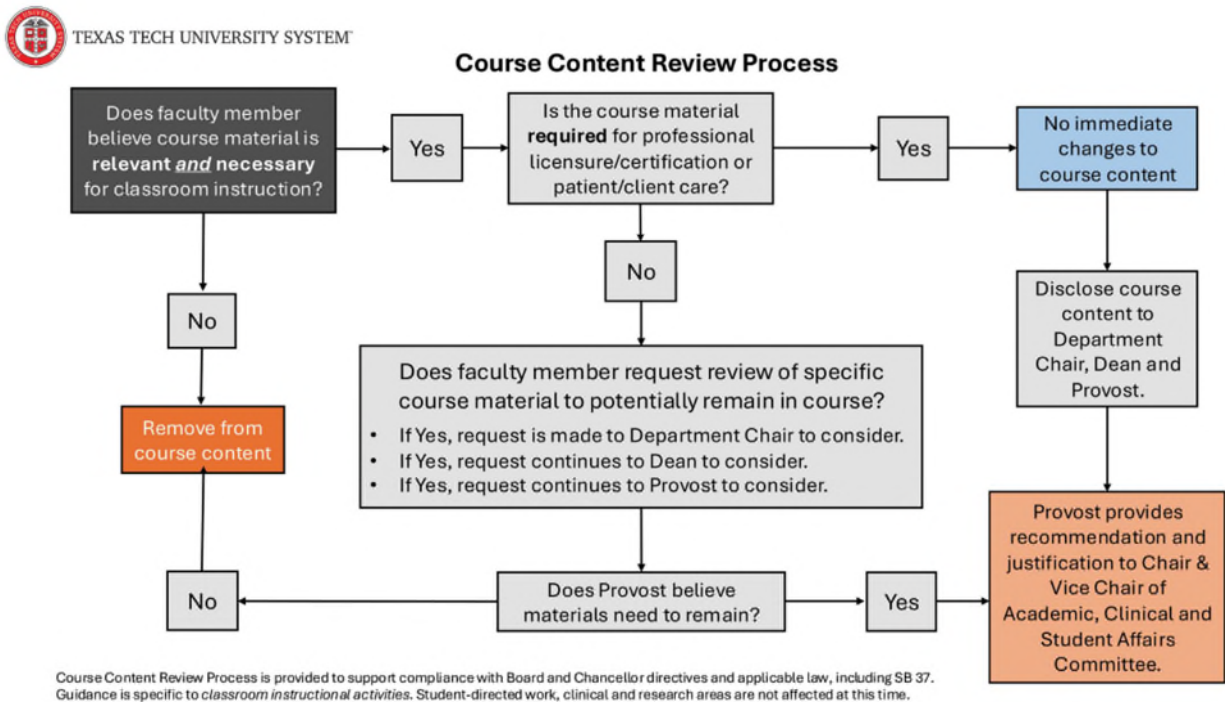 TEXAS TECH UNIVERSITY SYSTEM™
Course Content Review Process
Does faculty member
believe course material is
relevant and necessary
for classroom instruction?
Yes
Is the course material
required for professional
licensure/certification or
patient/client care?
Yes
No immediate
changes to
course content
No
No
Disclose course
content to
Department
Chair, Dean and
Provost.
Remove from
course content
Does faculty member request review of specific
course material to potentially remain in course?
• If Yes, request is made to Department Chair to consider.
• If Yes, request continues to Dean to consider.
• If Yes, request continues to Provost to consider.
No
Does Provost believe
materials need to remain?
Yes
Provost provides
recommendation and
justification to Chair &
Vice Chair of
Academic, Clinical and
Student Affairs
Committee.
Course Content Review Process is provided to support compliance with Board and Chancellor directives and applicable law, including SB 37.
Guidance is specific to classroom instructional activities. Student-directed work, clinical and research areas are not affected at this time.